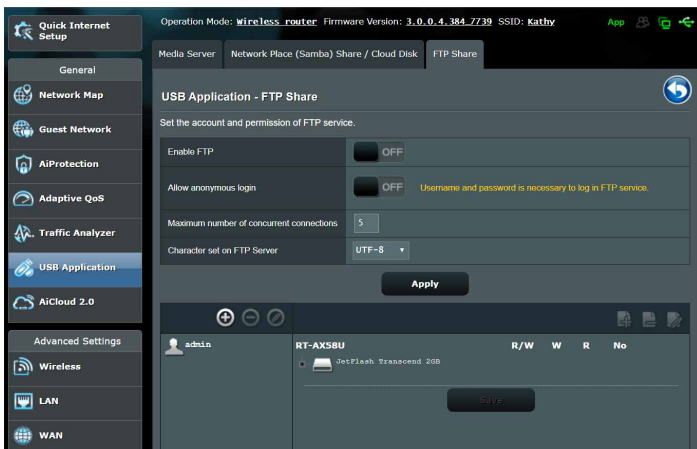 Quick Internet
Setup
Operation Mode: Wireless router Firmware Version: 3.0.0.4.384_7739 SSID: Kathy
App
Media Server
Network Place (Samba) Share / Cloud Disk
FTP Share
General
Network Map
Guest Network
AiProtection
Adaptive QoS
Traffic Analyzer
USB Application
AiCloud 2.0
Advanced Settings
Wireless
LAN
WAN
USB Application - FTP Share
Set the account and permission of FTP service.
Enable FTP
OFF
Allow anonymous login
OFF
Username and password is necessary to log in FTP service.
Maximum number of concurrent connections
5
Character set on FTP Server
UTF-8
Apply
admin
RT-AX58U
R/W W R No
JetFlash Transcend 2GB
Save